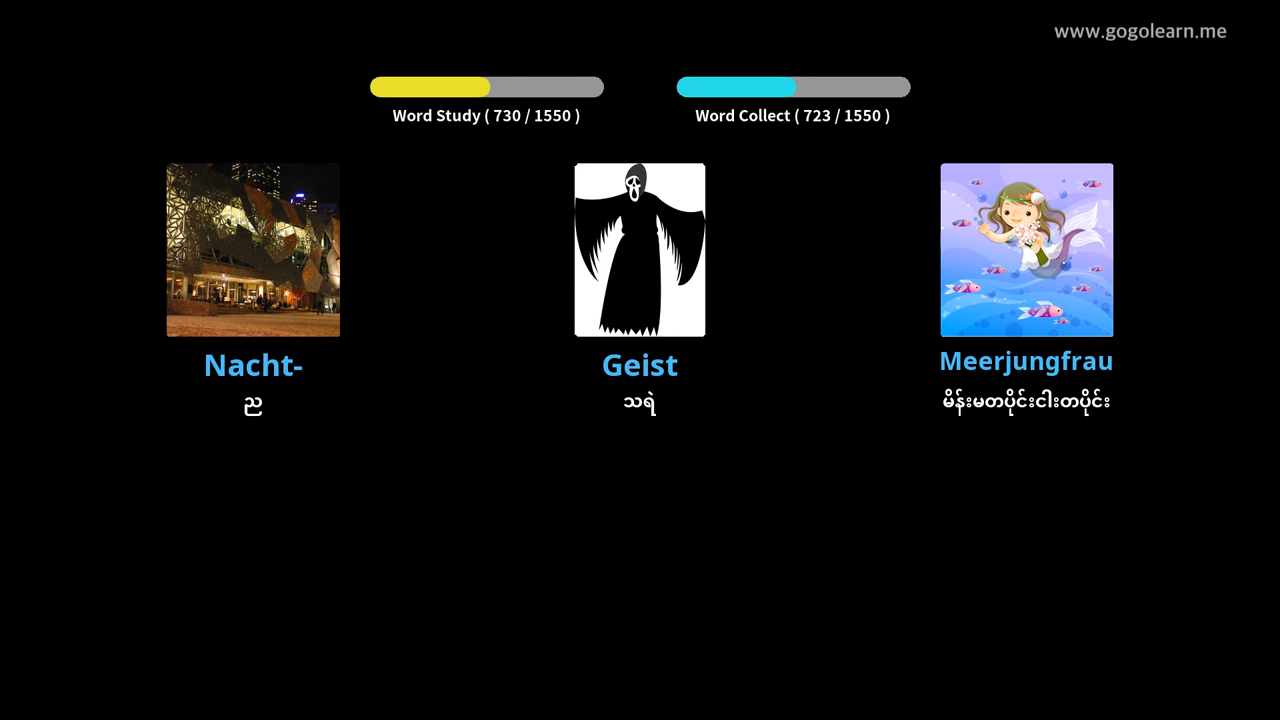 www.gogolearn.me
Word Study ( 730 / 1550 )
Word Collect ( 723 / 1550 )
Nacht-
Geist
Meerjungfrau
ည
သရဲ
မိန်းမတပိုင်းငါးတပိုင်း